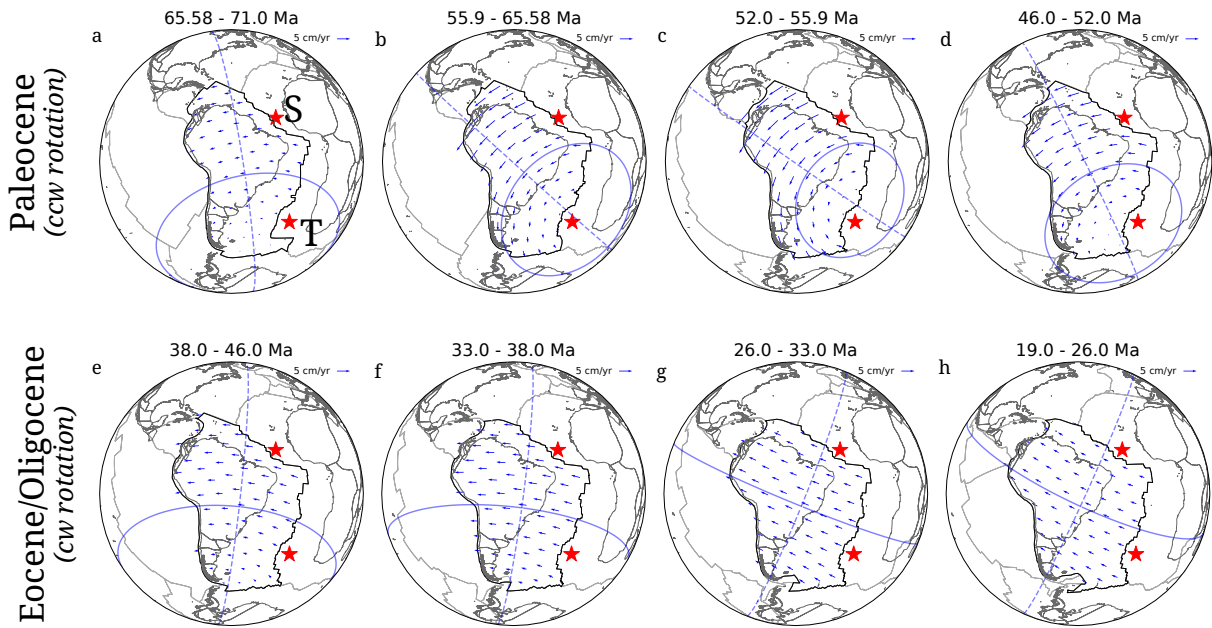 Paleocene
(ccw rotation)
a
65.58 - 71.0 Ma
5 cm/yr
S
T
b
55.9 - 65.58 Ma
5 cm/yr
c
52.0 - 55.9 Ma
5 cm/yr
d
46.0 - 52.0 Ma
5 cm/yr
Eocene/Oligocene
(cw rotation)
e
38.0 - 46.0 Ma
5 cm/yr
f
33.0 - 38.0 Ma
5 cm/yr
g
26.0 - 33.0 Ma
5 cm/yr
h
19.0 - 26.0 Ma
5 cm/yr